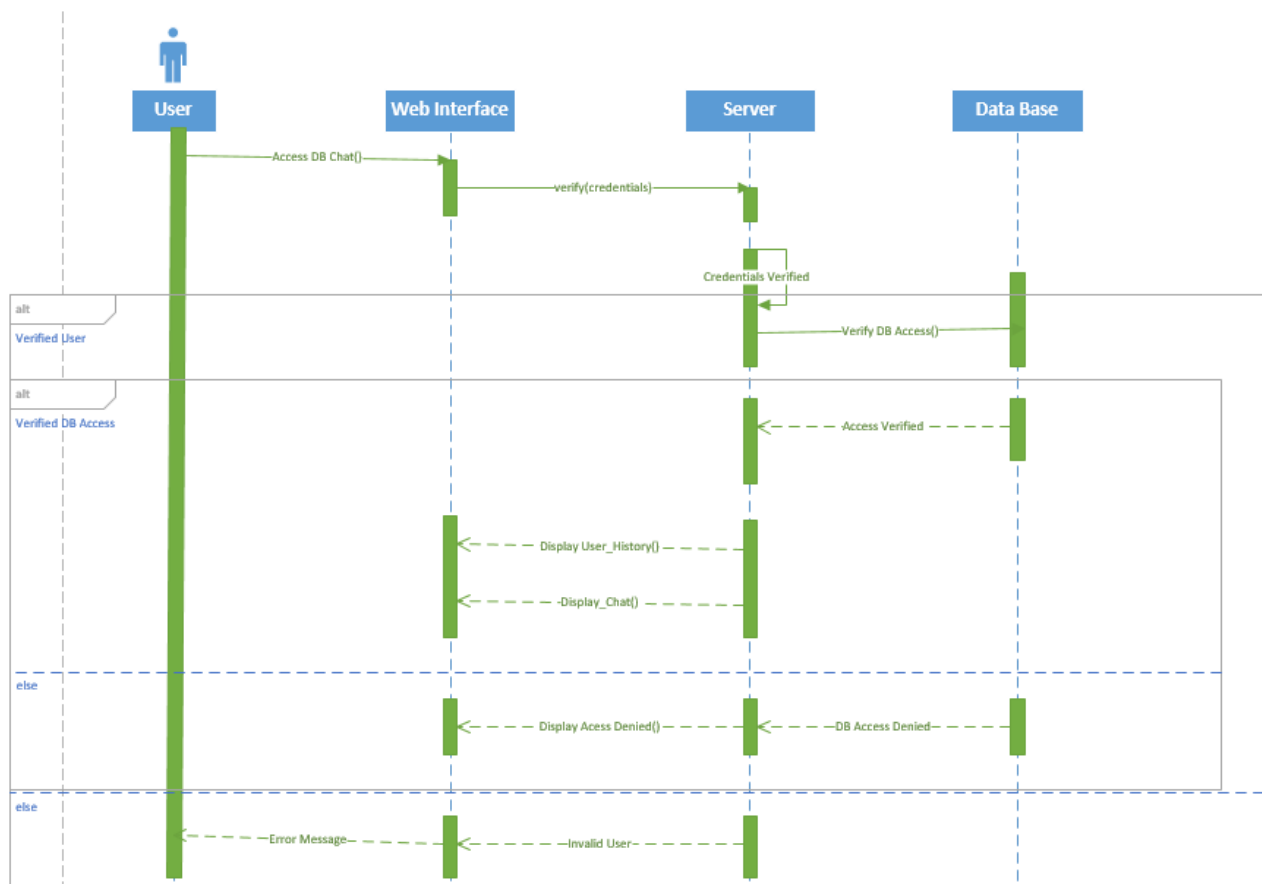 User
Web Interface
Server
Data Base
Access DB Chat()
verify(credentials)
Credentials Verified
alt
Verified User
Verify DB Access()
alt
Verified DB Access
Access Verified
Display User_History()
Display_Chat()
else
Display Acess Denied()
DB Access Denied
else
Error Message
Invalid User